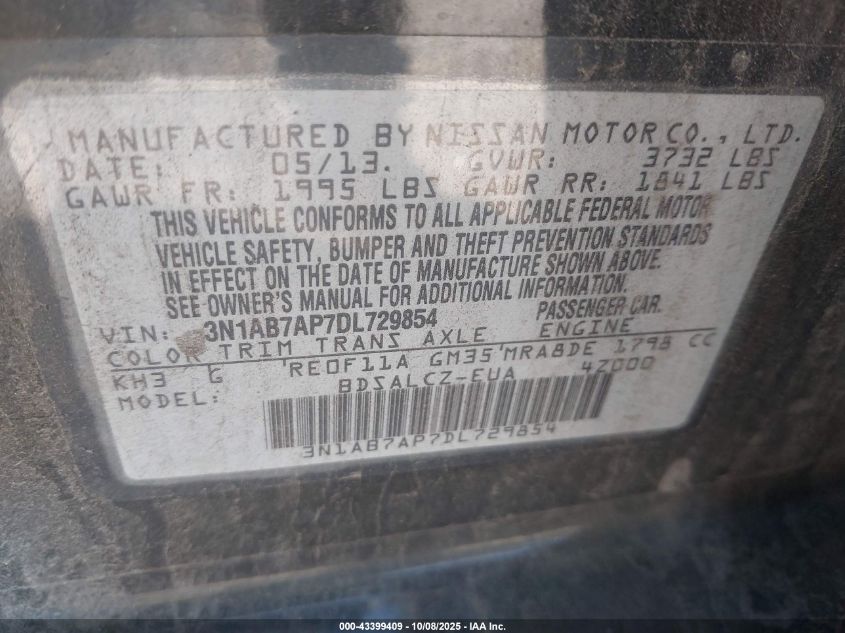 MANUFACTURED BY NISSAN MOTOR CO., LTD.
DATE: 05/13. GVWR: 3732 LBS
GAWR FR: 1995 LBS GAWR RR: 1841 LBS
THIS VEHICLE CONFORMS TO ALL APPLICABLE FEDERAL MOTOR
VEHICLE SAFETY, BUMPER AND THEFT PREVENTION STANDARDS
IN EFFECT ON THE DATE OF MANUFACTURE SHOWN ABOVE.
SEE OWNER'S MANUAL FOR ADDITIONAL INFORMATION.
VIN: 3N1AB7AP7DL729854 PASSENGER CAR.
COLOR TRIM TRANS AXLE ENGINE
KH3 G 'RE0F11A GM35'MRA8DE 1798 CC
MODEL: BDSALCZ-EUA 4Z000
3N1AB7AP7DL729854
000-43399409 - 10/08/2025 - IAA Inc.